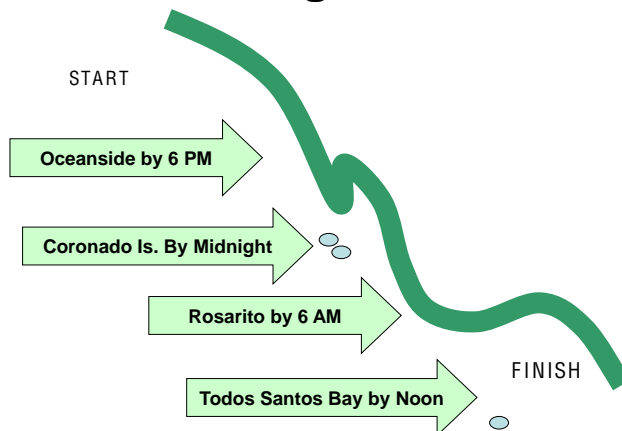 START
Oceanside by 6 PM
Coronado Is. By Midnight
Rosarito by 6 AM
FINISH
Todos Santos Bay by Noon